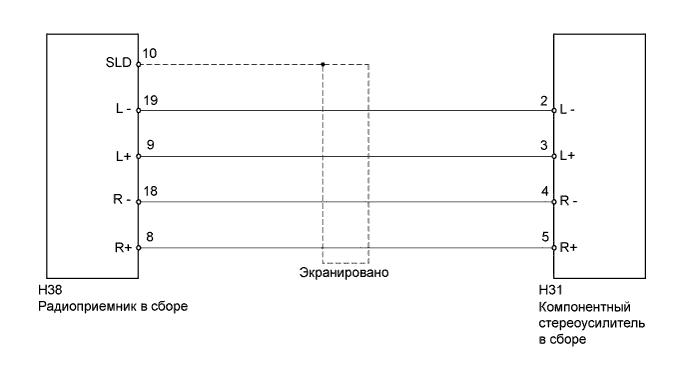 SLD 10
L - 19 2 L -
L+ 9 3 L+
R - 18 4 R -
R+ 8 5 R+
Экранировано
H38 H31
Радиоприемник в сборе Компонентный
стереоусилитель
в сборе